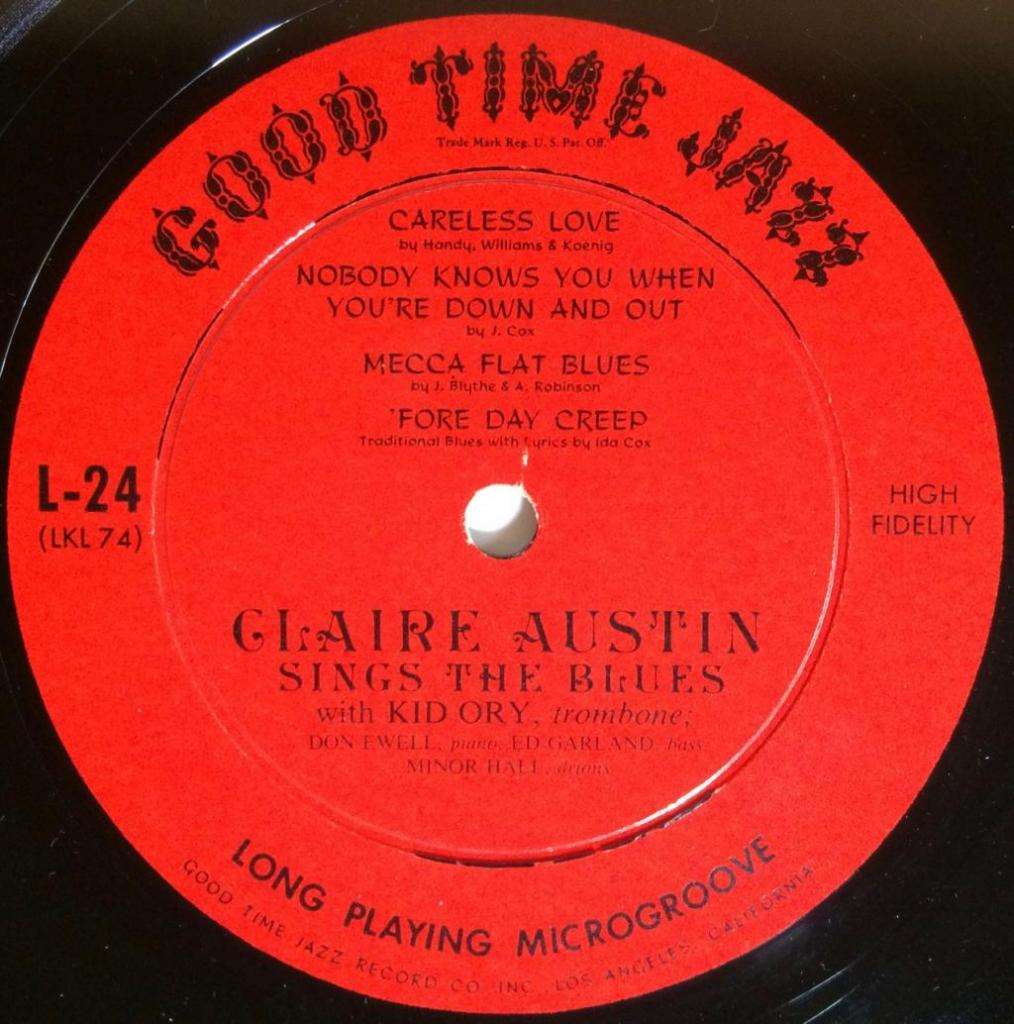 GOOD TIME JAZZ
Trade Mark Reg. U. S. Pat. Off.
CARELESS LOVE
by Handy, Williams & Koenig
NOBODY KNOWS YOU WHEN
YOU'RE DOWN AND OUT
by J. Cox
MECCA FLAT BLUES
by J. Blythe & A. Robinson
'FORE DAY CREEP
Traditional Blues with Lyrics by Ida Cox
L-24
(LKL 74)
HIGH
FIDELITY
CLAIRE AUSTIN
SINGS THE BLUES
with KID ORY, trombone;
DON EWELL, piano; ED GARLAND, bass;
MINOR HALL, drums
LONG PLAYING MICROGROOVE
GOOD TIME JAZZ RECORD CO. INC., LOS ANGELES, CALIFORNIA